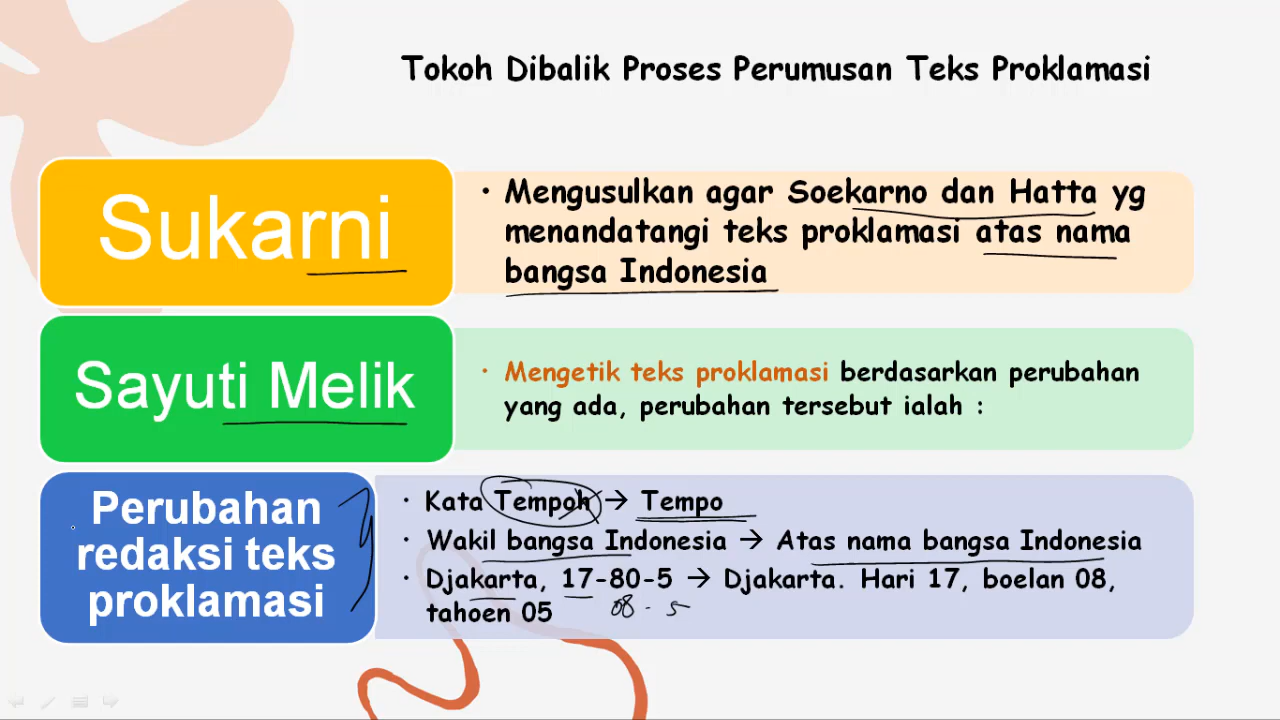 Tokoh Dibalik Proses Perumusan Teks Proklamasi
Sukarni
• Mengusulkan agar Soekarno dan Hatta yg
menandatangi teks proklamasi atas nama
bangsa Indonesia
Sayuti Melik
• Mengetik teks proklamasi berdasarkan perubahan
yang ada, perubahan tersebut ialah :
Perubahan
redaksi teks
proklamasi
• Kata Tempoh → Tempo
• Wakil bangsa Indonesia → Atas nama bangsa Indonesia
• Djakarta, 17-80-5 → Djakarta. Hari 17, boelan 08,
tahoen 05
08 - 5